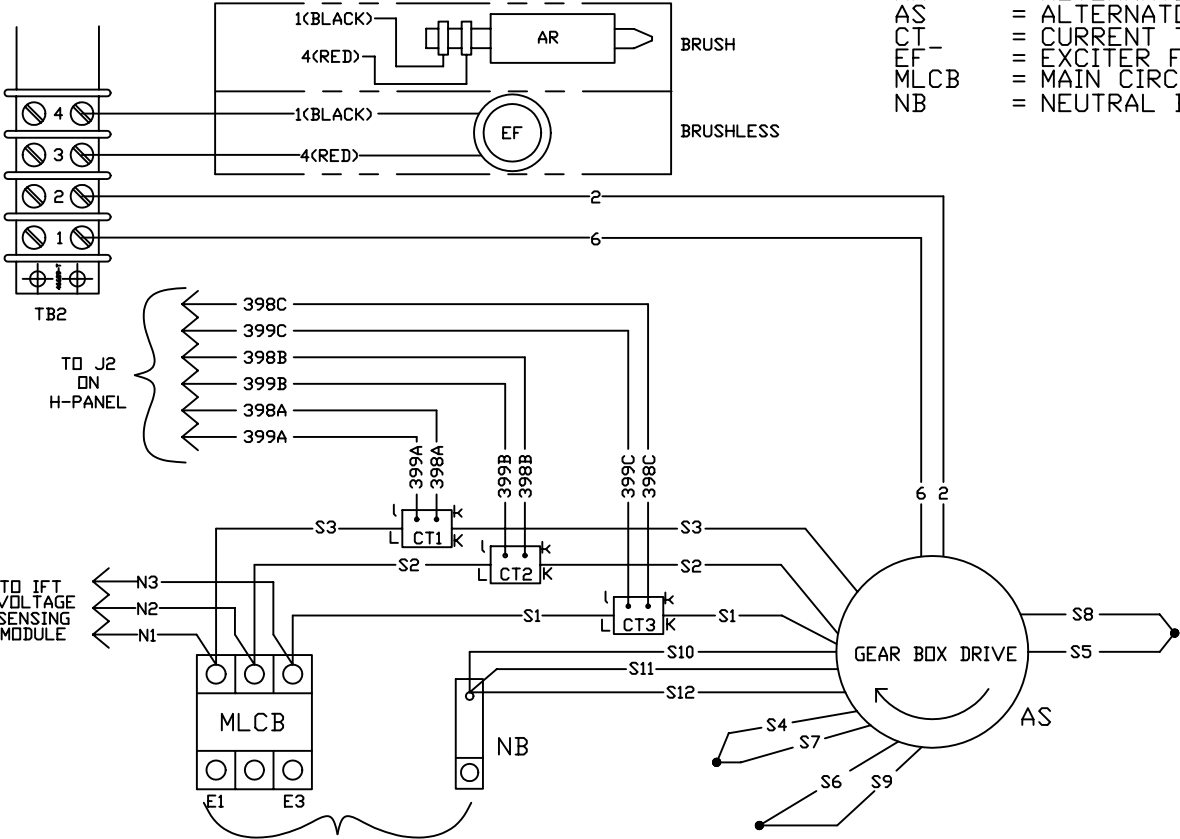 1(BLACK)
AR
BRUSH
4(RED)
1(BLACK)
EF
BRUSHLESS
4(RED)
AS = ALTERNAT
CT_ = CURRENT
EF = EXCITER
MLCB = MAIN CIRC
NB = NEUTRAL
4
3
2
1
TB2
2
6
TO J2
ON
H-PANEL
398C
399C
398B
399B
398A
399A
399A
398A
399B
398B
399C
398C
6 2
l k
L CT1 K
S3
S3
l k
L CT2 K
S2
S2
l k
L CT3 K
S1
S1
TO IFT
VOLTAGE
SENSING
MODULE
N3
N2
N1
S10
S11
S12
GEAR BOX DRIVE
S8
S5
AS
MLCB
NB
S4
S7
S6
S9
E1
E3